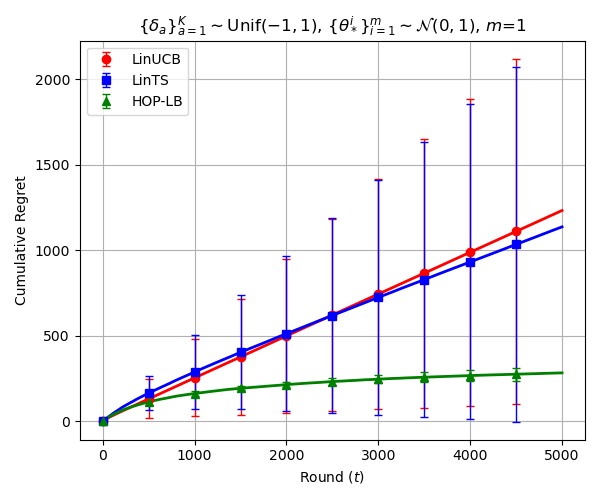 {δₐ}ᴷₐ₌₁ ∼ Unif(−1, 1), {θⁱ∗}ᵐᵢ₌₁ ∼ 𝒩(0, 1), m=1
LinUCB
LinTS
HOP-LB
Cumulative Regret
2000
1500
1000
500
0
0 1000 2000 3000 4000 5000
Round (t)